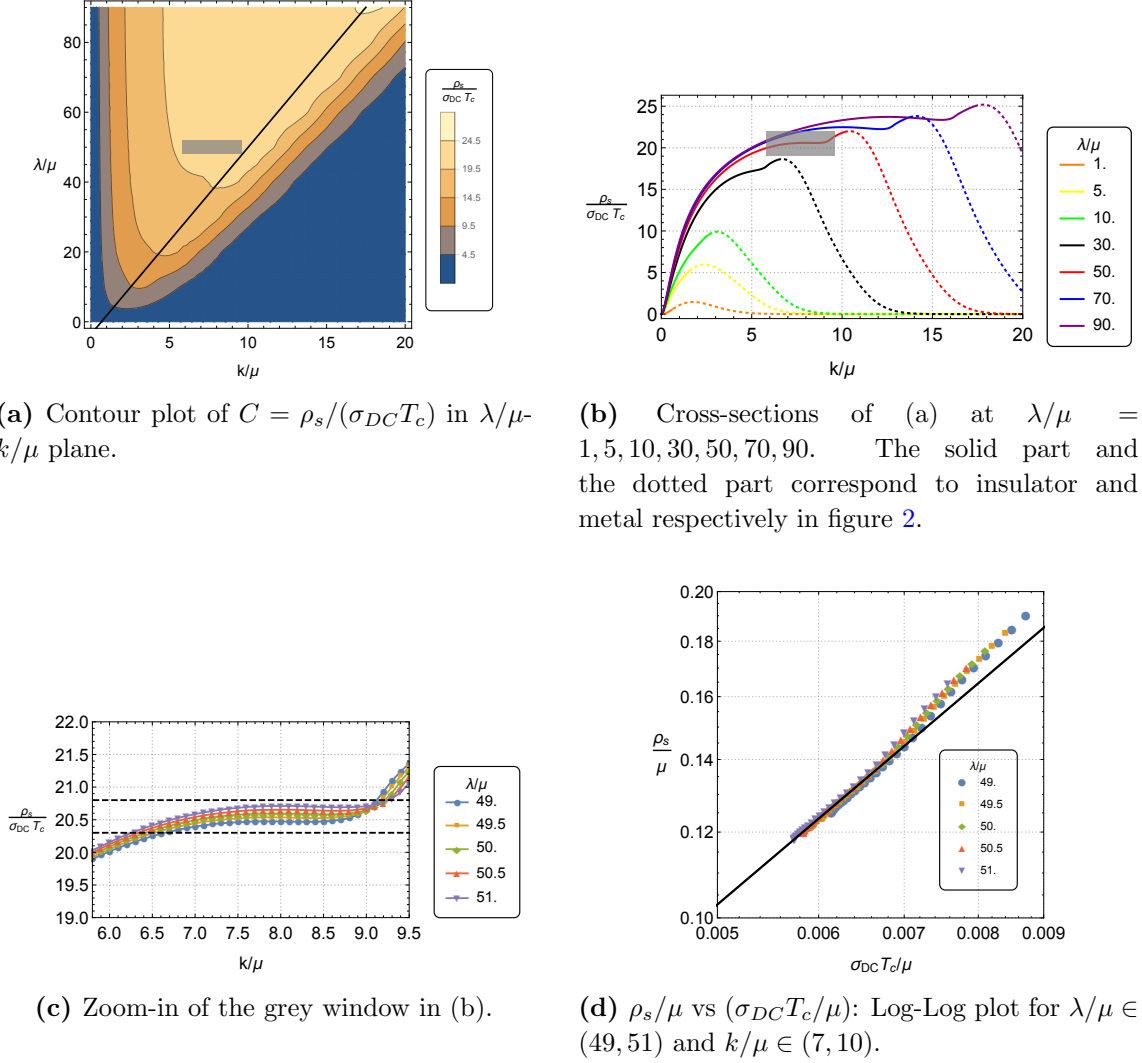 80
60
40
20
0
λ/μ
0
5
10
15
20
k/μ
ρs
σDC Tc
24.5
19.5
14.5
9.5
4.5
25
20
15
10
5
0
ρs
σDC Tc
0
5
10
15
20
k/μ
λ/μ
1.
5.
10.
30.
50.
70.
90.
(a) Contour plot of C = ρs/(σDCTc) in λ/μ-
k/μ plane.
(b) Cross-sections of (a) at λ/μ =
1, 5, 10, 30, 50, 70, 90. The solid part and
the dotted part correspond to insulator and
metal respectively in figure 2.
22.0
21.5
21.0
20.5
20.0
19.5
19.0
ρs
σDC Tc
6.0
6.5
7.0
7.5
8.0
8.5
9.0
9.5
k/μ
λ/μ
49.
49.5
50.
50.5
51.
0.20
0.18
0.16
0.14
0.12
0.10
ρs
μ
0.005
0.006
0.007
0.008
0.009
σDCTc/μ
λ/μ
49.
49.5
50.
50.5
51.
(c) Zoom-in of the grey window in (b).
(d) ρs/μ vs (σDCTc/μ): Log-Log plot for λ/μ ∈
(49, 51) and k/μ ∈ (7, 10).